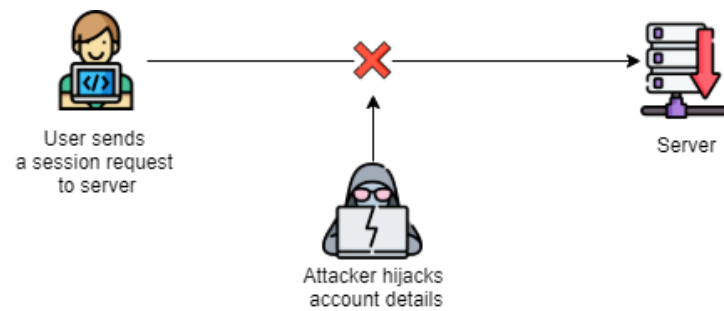 User sends
a session request
to server
Server
Attacker hijacks
account details